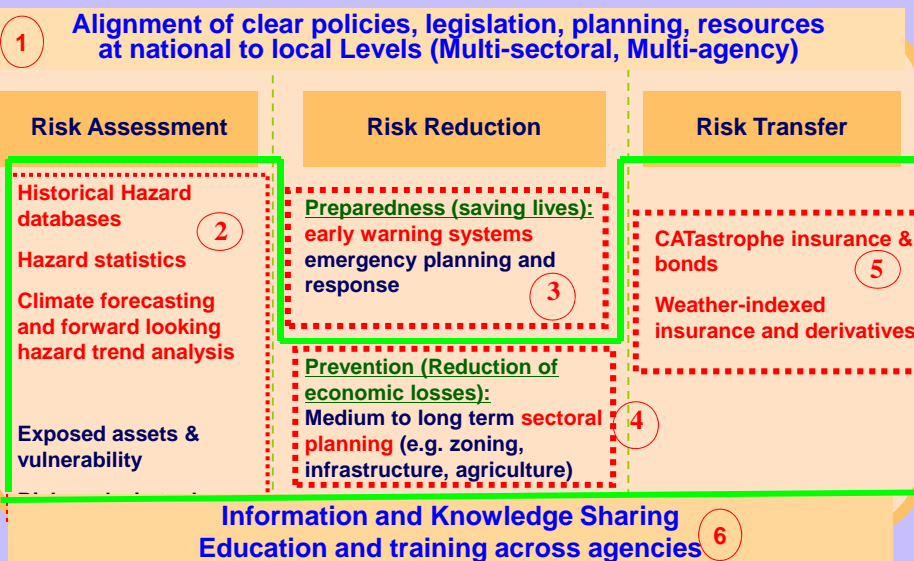 1
Alignment of clear policies, legislation, planning, resources
at national to local Levels (Multi-sectoral, Multi-agency)
Risk Assessment
Risk Reduction
Risk Transfer
Historical Hazard
databases
2
Hazard statistics
Climate forecasting
and forward looking
hazard trend analysis
Exposed assets &
vulnerability
Preparedness (saving lives):
early warning systems
emergency planning and
response
3
Prevention (Reduction of
economic losses):
Medium to long term sectoral
planning (e.g. zoning,
infrastructure, agriculture)
4
CATastrophe insurance &
bonds
5
Weather-indexed
insurance and derivatives
Information and Knowledge Sharing
Education and training across agencies
6